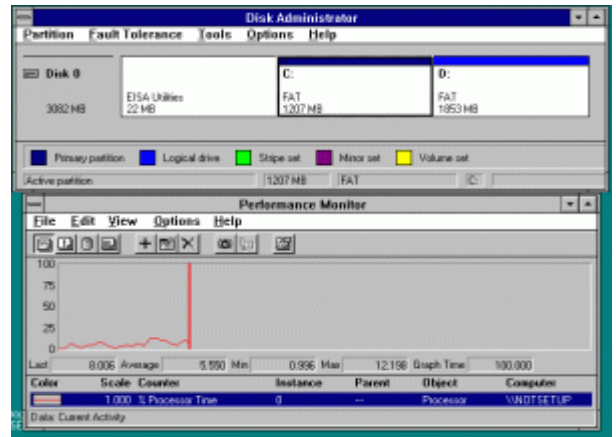 Disk Administrator
Partition Fault Tolerance Tools Options Help
Disk 0 C: D:
EISA Utilities FAT FAT
3082 MB 22 MB 1207 MB 1853 MB
Primary partition Logical drive Stripe set Mirror set Volume set
Active partition 1207 MB FAT C:
Performance Monitor
File Edit View Options Help
100
75
50
25
0
Last 8.006 Average 5.550 Min 0.996 Max 12.198 Graph Time 100.000
Color Scale Counter Instance Parent Object Computer
1.000 % Processor Time 0 --- Processor \\NOTSETUP
Data: Current Activity